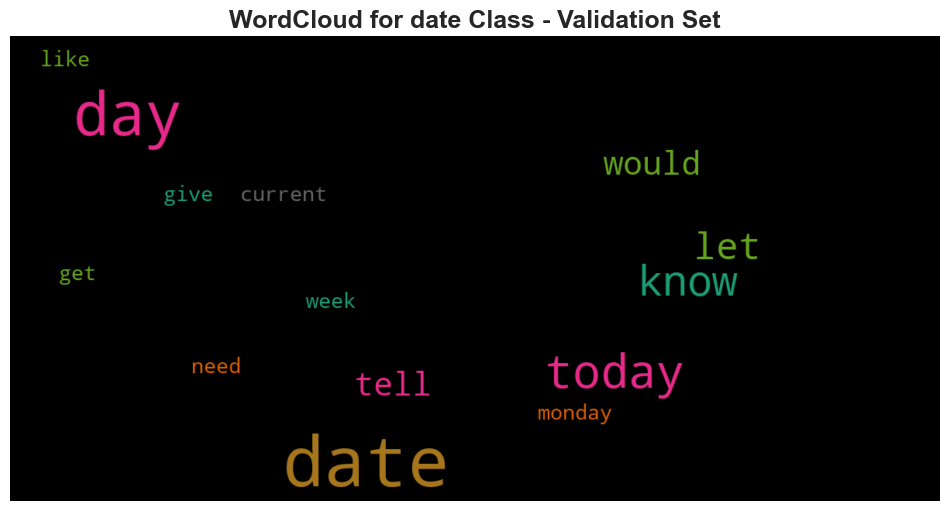 WordCloud for date Class - Validation Set
like
day
would
give current
let
get
know
week
need
today
tell
monday
date